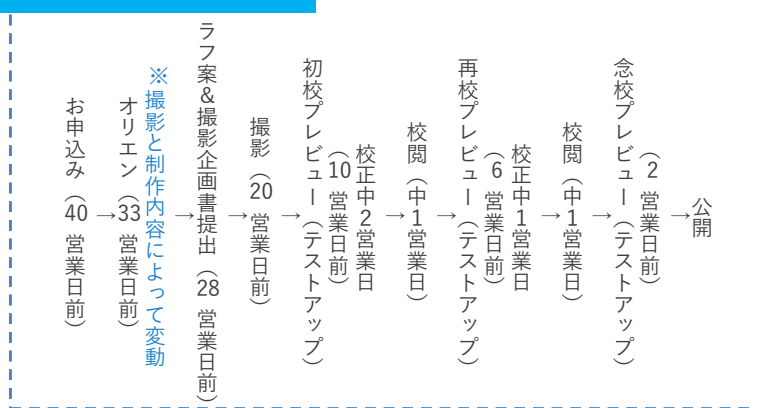 お申込み（40 営業日前）
→
オリエン（33 営業日前）
※撮影と制作内容によって変動
→
ラフ案＆撮影企画書提出（28 営業日前）
→
撮影（20 営業日前）
→
初校プレビュー（テストアップ）
（10 営業日前）
校正中2営業日
→
校閲（中1営業日）
→
再校プレビュー（テストアップ）
（6 営業日前）
校正中1営業日
→
校閲（中1営業日）
→
念校プレビュー（テストアップ）
（2 営業日前）
→
公開